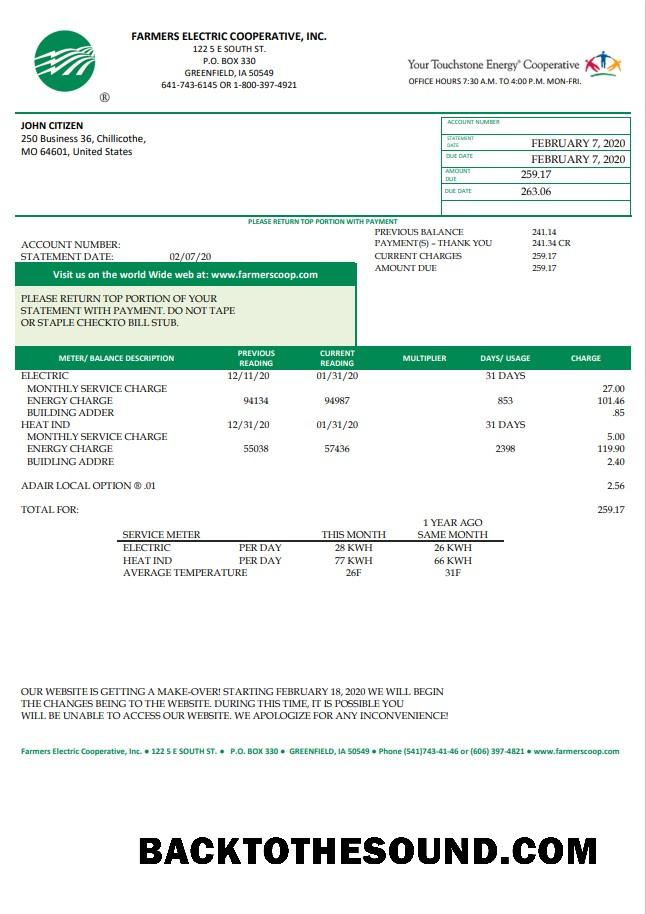 FARMERS ELECTRIC COOPERATIVE, INC.
122 5 E SOUTH ST.
P.O. BOX 330
GREENFIELD, IA 50549
641-743-6145 OR 1-800-397-4921
®
Your Touchstone Energy® Cooperative
OFFICE HOURS 7:30 A.M. TO 4:00 P.M. MON-FRI.
JOHN CITIZEN
250 Business 36, Chillicothe,
MO 64601, United States
ACCOUNT NUMBER
STATEMENT DATE FEBRUARY 7, 2020
DUE DATE FEBRUARY 7, 2020
AMOUNT DUE 259.17
DUE DATE 263.06
PLEASE RETURN TOP PORTION WITH PAYMENT
PREVIOUS BALANCE 241.14
PAYMENT(S) – THANK YOU 241.34 CR
CURRENT CHARGES 259.17
AMOUNT DUE 259.17
ACCOUNT NUMBER:
STATEMENT DATE: 02/07/20
Visit us on the world Wide web at: www.farmerscoop.com
PLEASE RETURN TOP PORTION OF YOUR
STATEMENT WITH PAYMENT. DO NOT TAPE
OR STAPLE CHECKTO BILL STUB.
METER/ BALANCE DESCRIPTION PREVIOUS READING CURRENT READING MULTIPLIER DAYS/ USAGE CHARGE
ELECTRIC 12/11/20 01/31/20 31 DAYS
MONTHLY SERVICE CHARGE 27.00
ENERGY CHARGE 94134 94987 853 101.46
BUILDING ADDER .85
HEAT IND 12/31/20 01/31/20 31 DAYS
MONTHLY SERVICE CHARGE 5.00
ENERGY CHARGE 55038 57436 2398 119.90
BUIDLING ADDRE 2.40
ADAIR LOCAL OPTION ® .01 2.56
TOTAL FOR: 259.17
SERVICE METER THIS MONTH 1 YEAR AGO SAME MONTH
ELECTRIC PER DAY 28 KWH 26 KWH
HEAT IND PER DAY 77 KWH 66 KWH
AVERAGE TEMPERATURE 26F 31F
OUR WEBSITE IS GETTING A MAKE-OVER! STARTING FEBRUARY 18, 2020 WE WILL BEGIN
THE CHANGES BEING TO THE WEBSITE. DURING THIS TIME, IT IS POSSIBLE YOU
WILL BE UNABLE TO ACCESS OUR WEBSITE. WE APOLOGIZE FOR ANY INCONVENIENCE!
Farmers Electric Cooperative, Inc. ● 122 5 E SOUTH ST. ● P.O. BOX 330 ● GREENFIELD, IA 50549 ● Phone (541)743-41-46 or (606) 397-4821 ● www.farmerscoop.com
BACKTOTHESOUND.COM